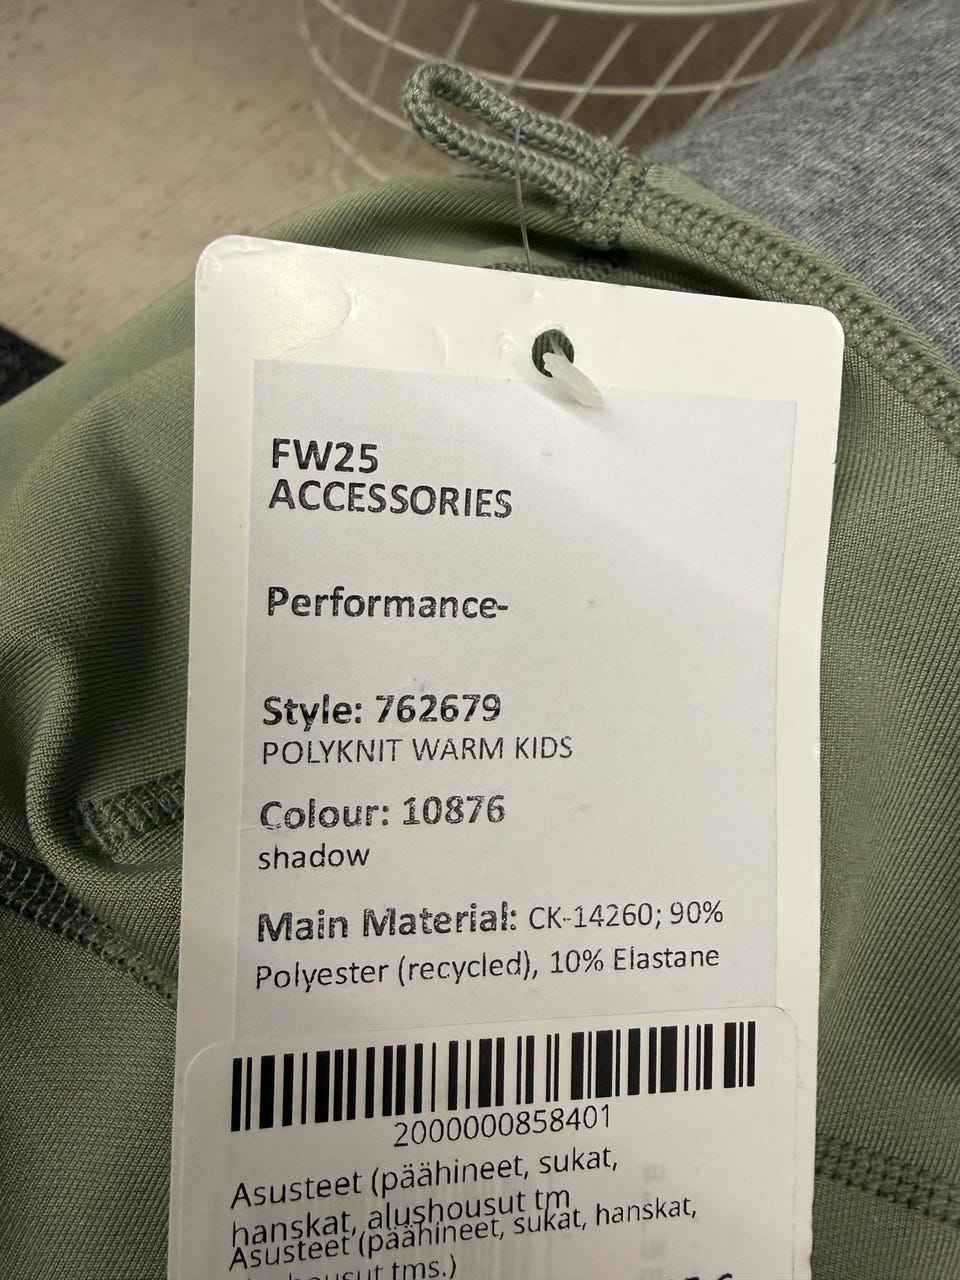 FW25
ACCESSORIES
Performance-
Style: 762679
POLYKNIT WARM KIDS
Colour: 10876
shadow
Main Material: CK-14260; 90%
Polyester (recycled), 10% Elastane
2000000858401
Asusteet (päähineet, sukat,
hanskat, alushousut tm
Asusteet (päähineet, sukat, hanskat,
tms.)